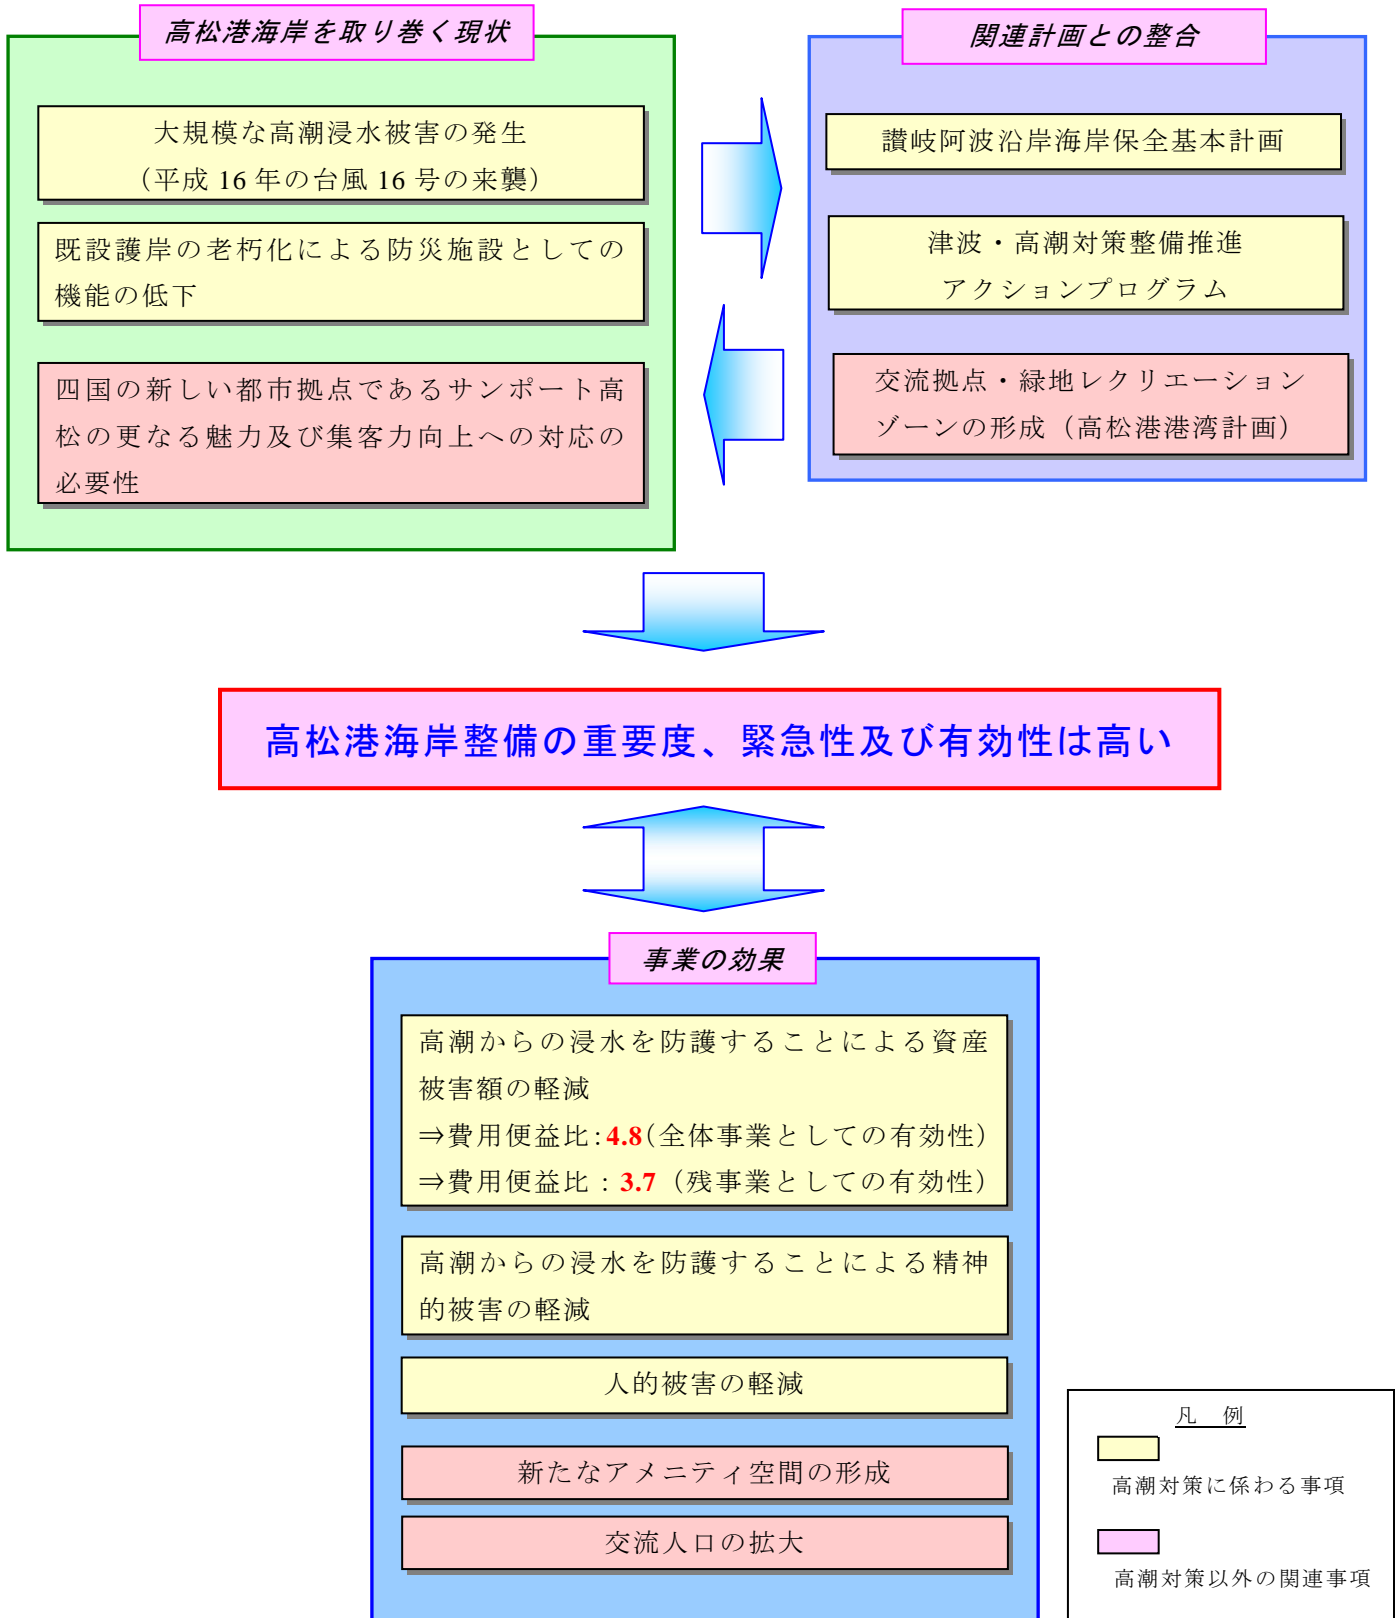 高松港海岸を取り巻く現状
大規模な高潮浸水被害の発生
（平成 16 年の台風 16 号の来襲）
既設護岸の老朽化による防災施設としての
機能の低下
四国の新しい都市拠点であるサンポート高
松の更なる魅力及び集客力向上への対応の
必要性
関連計画との整合
讃岐阿波沿岸海岸保全基本計画
津波・高潮対策整備推進
アクションプログラム
交流拠点・緑地レクリエーション
ゾーンの形成（高松港港湾計画）
高松港海岸整備の重要度、緊急性及び有効性は高い
事業の効果
高潮からの浸水を防護することによる資産
被害額の軽減
⇒費用便益比：4.8（全体事業としての有効性）
⇒費用便益比：3.7（残事業としての有効性）
高潮からの浸水を防護することによる精神
的被害の軽減
人的被害の軽減
新たなアメニティ空間の形成
交流人口の拡大
凡　例
高潮対策に係わる事項
高潮対策以外の関連事項